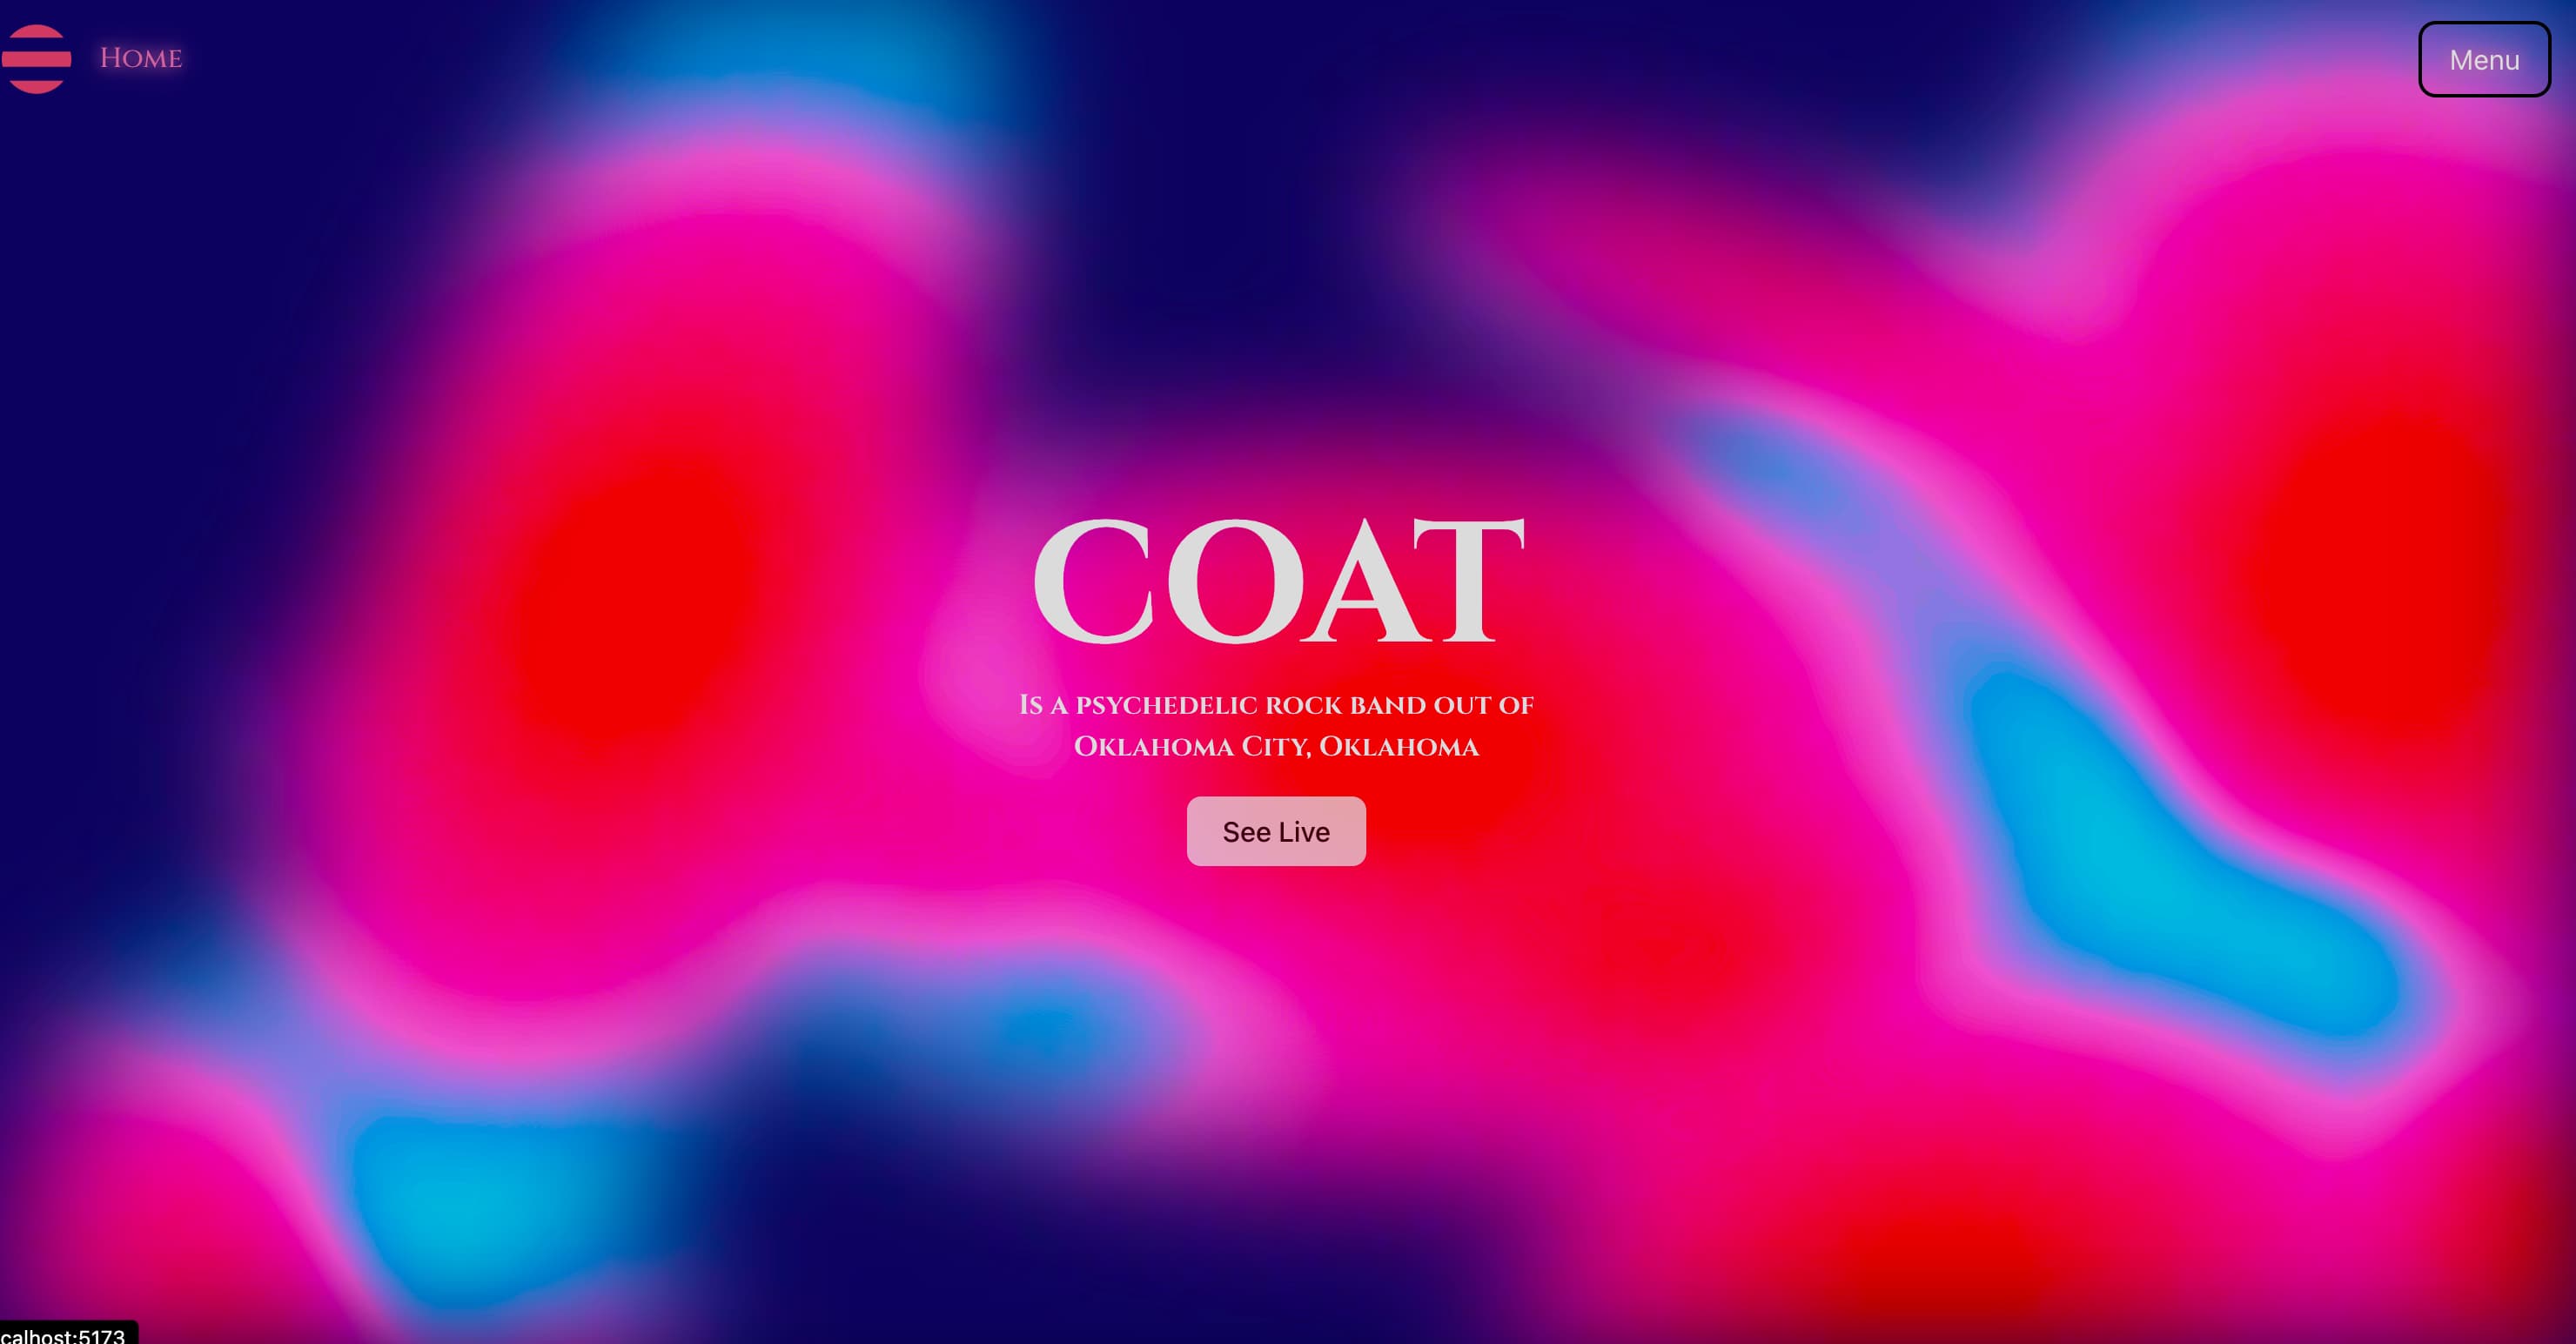 Home
Menu
COAT
Is a psychedelic rock band out of
Oklahoma City, Oklahoma
See Live
calhost:5173